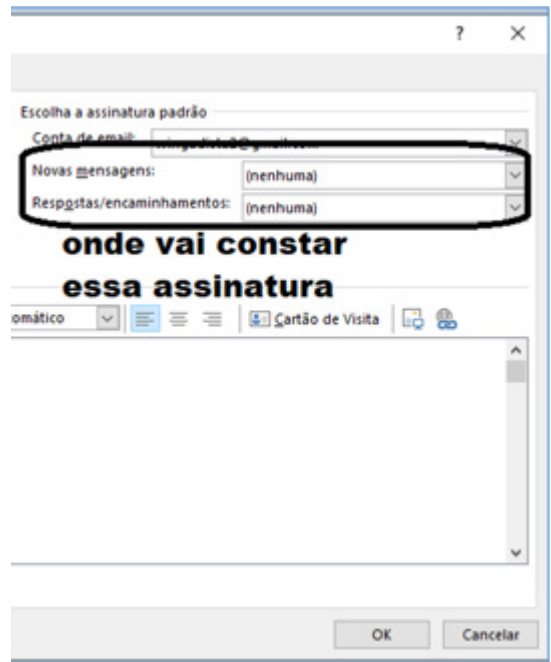 ?
Escolha a assinatura padrão
Conta de email:
Novas mensagens: (nenhuma)
Respostas/encaminhamentos: (nenhuma)
onde vai constar
essa assinatura
omático Cartão de Visita
OK Cancelar